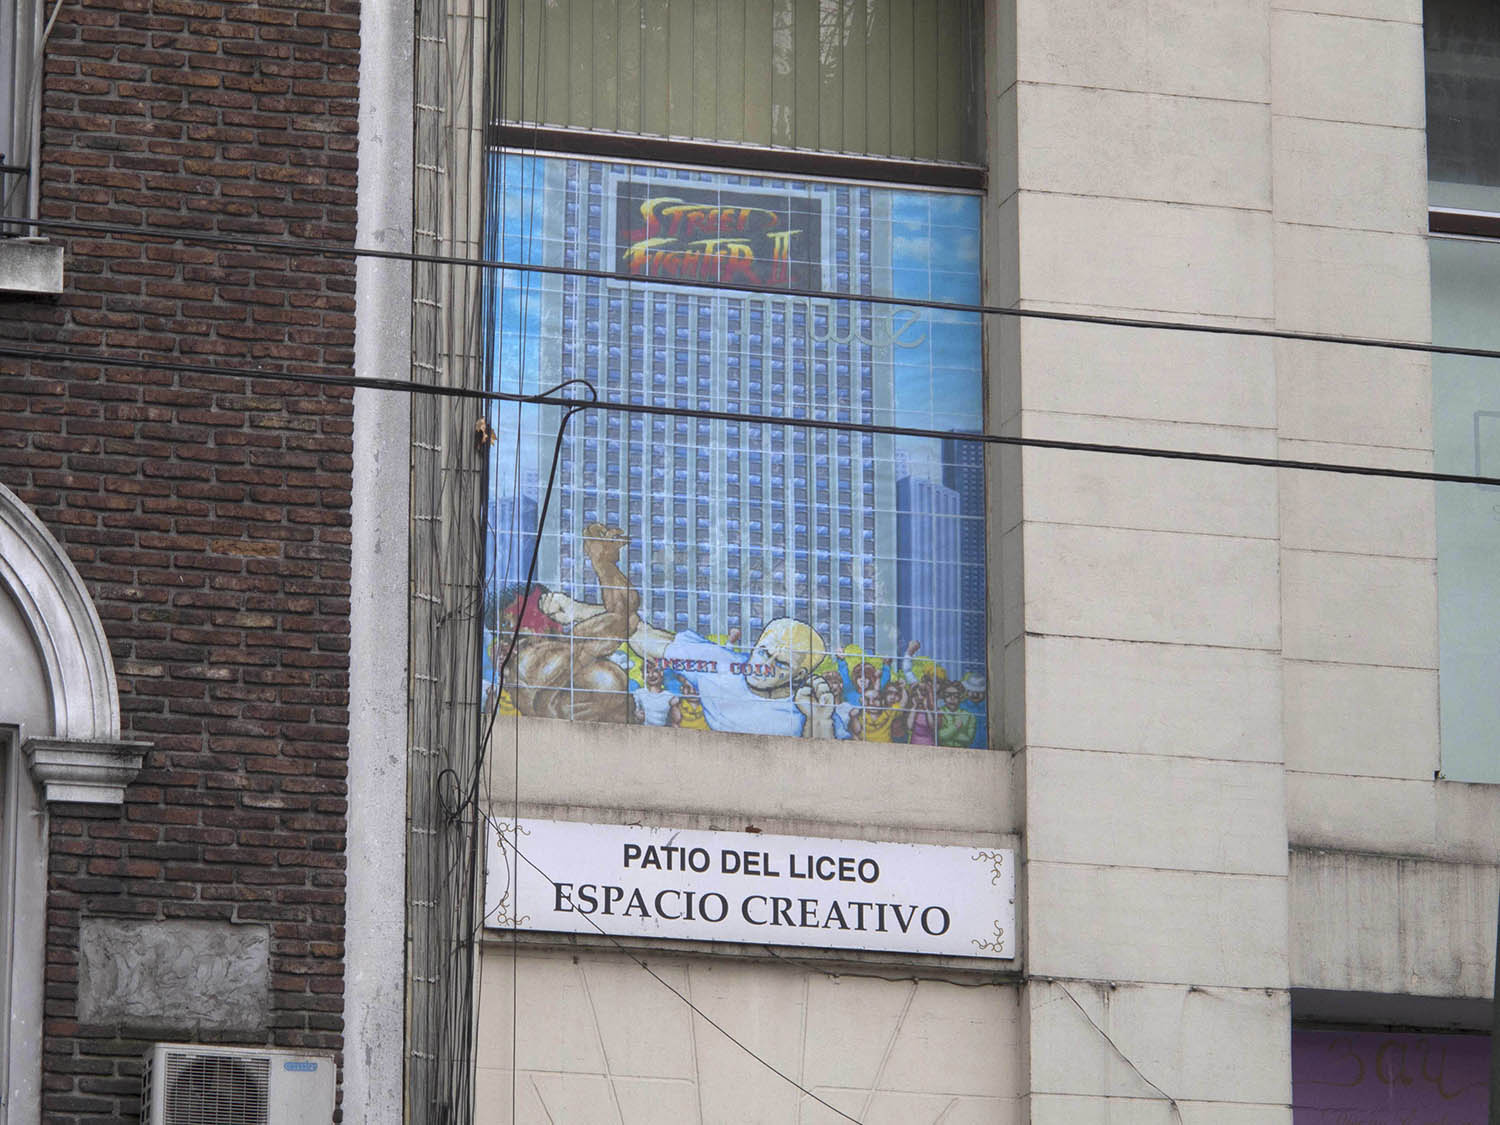 STREET
FIGHTER II
INSERT COIN
PATIO DEL LICEO
ESPACIO CREATIVO